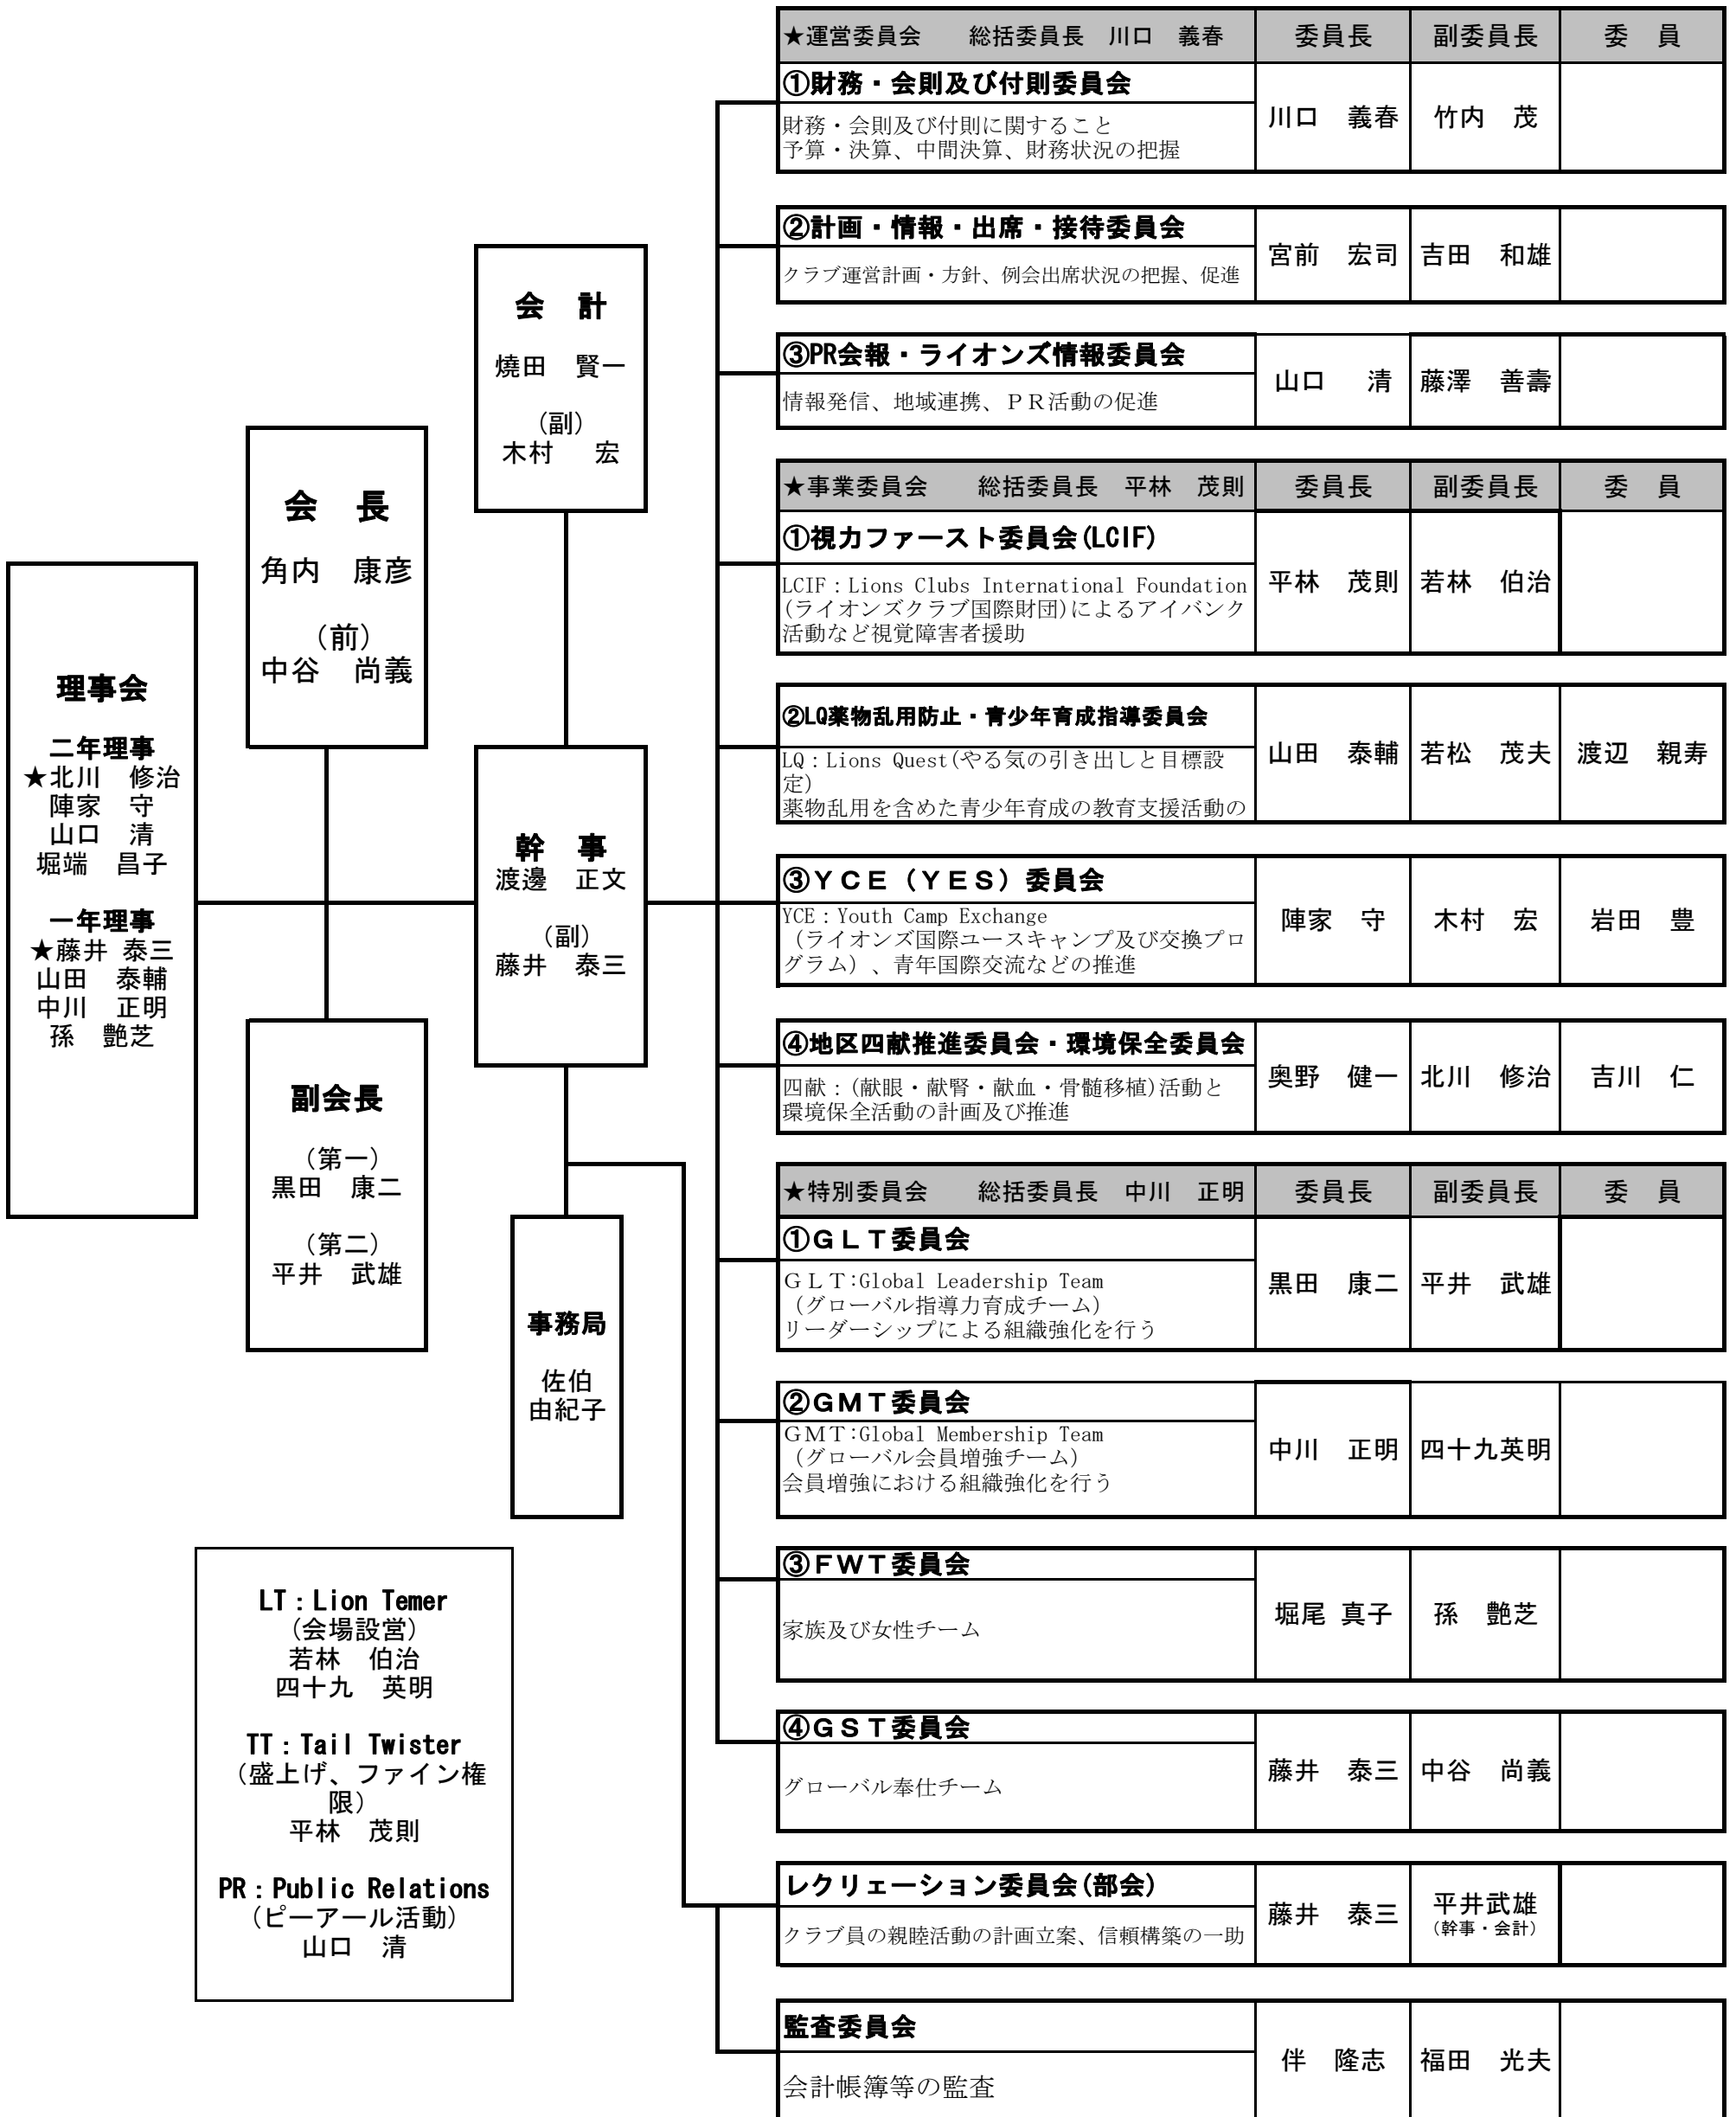 理事会
二年理事
★北川　修治
陣家　守
山口　清
堀端　昌子
一年理事
★藤井 泰三
山田　泰輔
中川　正明
孫　艶芝
会　長
角内　康彦
（前）
中谷　尚義
副会長
（第一）
黒田　康二
（第二）
平井　武雄
会　計
燒田　賢一
（副）
木村　宏
幹　事
渡邊　正文
（副）
藤井　泰三
事務局
佐伯
由紀子
LT：Lion Temer
（会場設営）
若林　伯治
四十九　英明
TT：Tail Twister
（盛上げ、ファイン権
限）
平林　茂則
PR：Public Relations
（ピーアール活動）
山口　清
★運営委員会　　総括委員長　川口　義春　委員長　副委員長　委　員
①財務・会則及び付則委員会
財務・会則及び付則に関すること
予算・決算、中間決算、財務状況の把握
川口　義春　竹内　茂
②計画・情報・出席・接待委員会
クラブ運営計画・方針、例会出席状況の把握、促進
宮前　宏司　吉田　和雄
③PR会報・ライオンズ情報委員会
情報発信、地域連携、ＰＲ活動の促進
山口　清　藤澤　善壽
★事業委員会　　総括委員長　平林　茂則　委員長　副委員長　委　員
①視力ファースト委員会(LCIF)
LCIF：Lions Clubs International Foundation
(ライオンズクラブ国際財団)によるアイバンク
活動など視覚障害者援助
平林　茂則　若林　伯治
②LQ薬物乱用防止・青少年育成指導委員会
LQ：Lions Quest(やる気の引き出しと目標設
定)
薬物乱用を含めた青少年育成の教育支援活動の
山田　泰輔　若松　茂夫　渡辺　親寿
③ＹＣＥ（ＹＥＳ）委員会
YCE：Youth Camp Exchange
（ライオンズ国際ユースキャンプ及び交換プロ
グラム）、青年国際交流などの推進
陣家　守　木村　宏　岩田　豊
④地区四献推進委員会・環境保全委員会
四献：(献眼・献腎・献血・骨髄移植)活動と
環境保全活動の計画及び推進
奥野　健一　北川　修治　吉川　仁
★特別委員会　　総括委員長　中川　正明　委員長　副委員長　委　員
①ＧＬＴ委員会
ＧＬＴ:Global Leadership Team
（グローバル指導力育成チーム）
リーダーシップによる組織強化を行う
黒田　康二　平井　武雄
②ＧＭＴ委員会
ＧＭＴ:Global Membership Team
（グローバル会員増強チーム）
会員増強における組織強化を行う
中川　正明　四十九英明
③ＦＷＴ委員会
家族及び女性チーム
堀尾 真子　孫　艶芝
④ＧＳＴ委員会
グローバル奉仕チーム
藤井　泰三　中谷　尚義
レクリェーション委員会(部会)
クラブ員の親睦活動の計画立案、信頼構築の一助
藤井　泰三　平井武雄
（幹事・会計）
監査委員会
会計帳簿等の監査
伴　隆志　福田　光夫